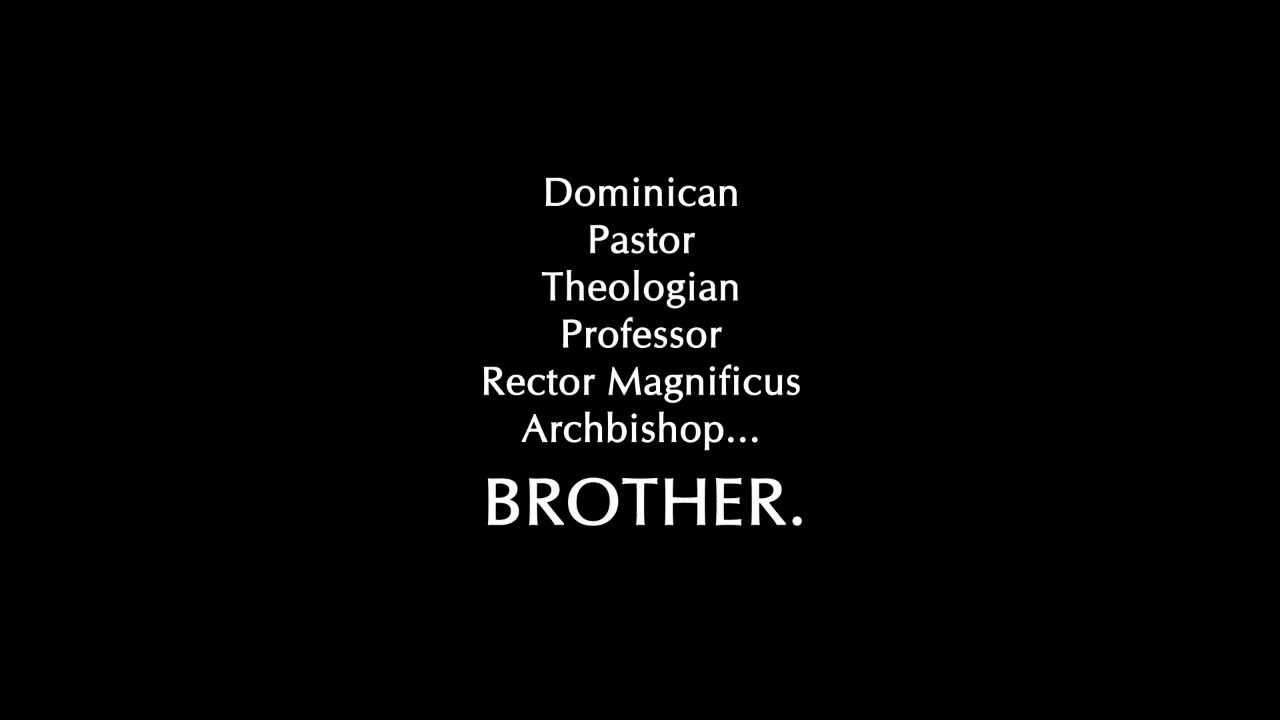 Dominican
Pastor
Theologian
Professor
Rector Magnificus
Archbishop...
BROTHER.